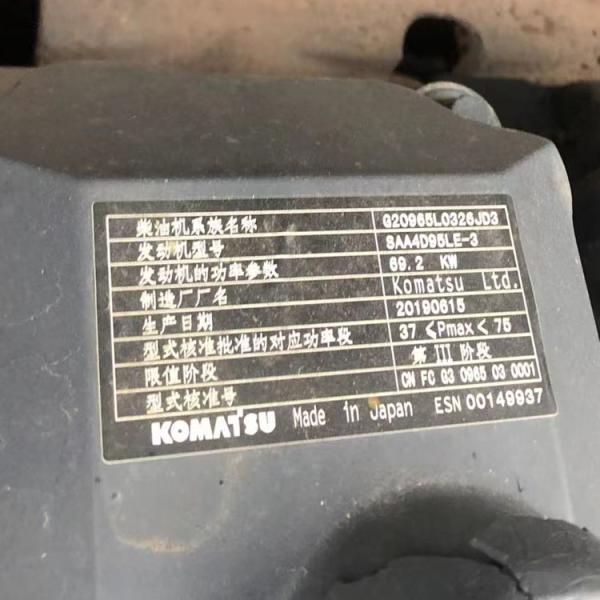 柴油机系族名称 G20965L0326JD3
发动机型号 SAA4D95LE-3
发动机的功率参数 69.2 KW
制造厂厂名 Komatsu Ltd.
生产日期 20190615
型式核准批准的对应功率段 37 ≤Pmax< 75
限值阶段 第 III 阶段
型式核准号 CN FC G3 0965 03 0001
KOMATSU Made in Japan ESN 00149937